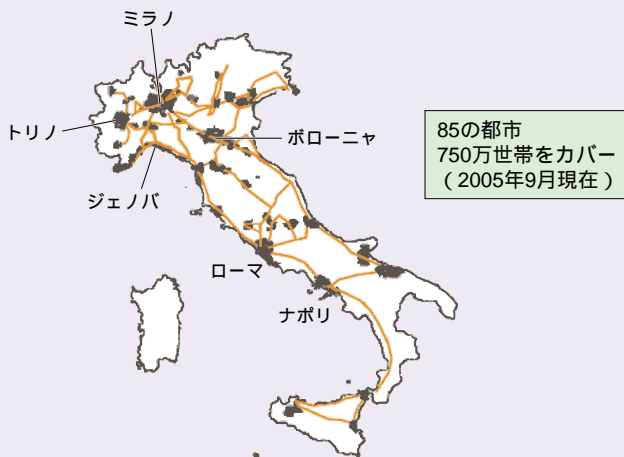 ミラノ
トリノ
ボローニャ
ジェノバ
ローマ
ナポリ
85の都市
750万世帯をカバー
（2005年9月現在）